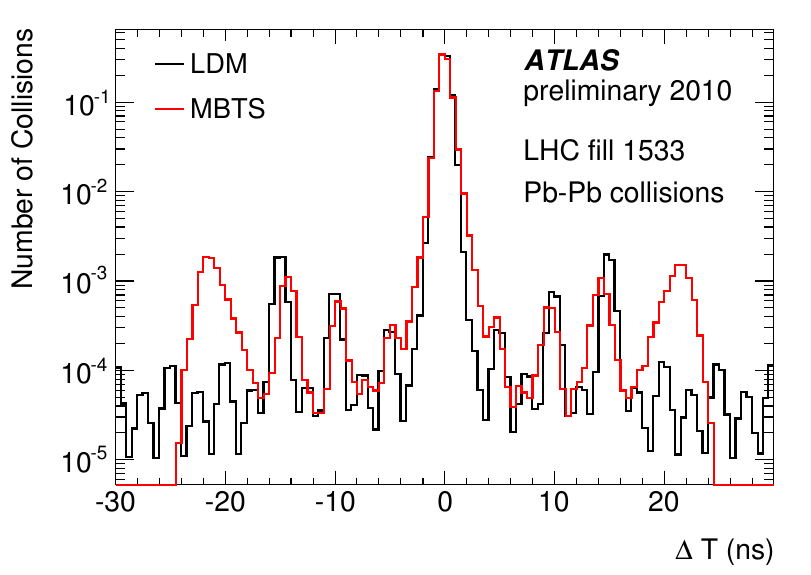 Number of Collisions
LDM
MBTS
ATLAS
preliminary 2010
LHC fill 1533
Pb-Pb collisions
10⁻¹
10⁻²
10⁻³
10⁻⁴
10⁻⁵
-30 -20 -10 0 10 20
Δ T (ns)